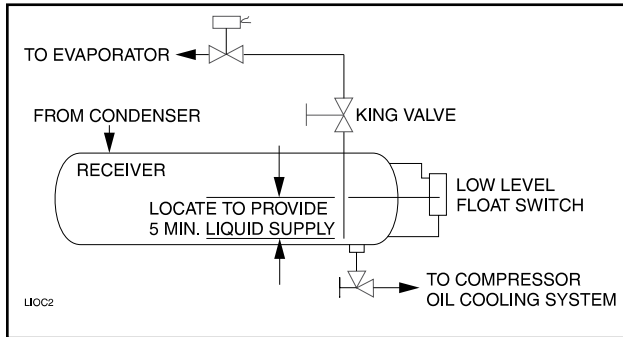 TO EVAPORATOR
FROM CONDENSER
KING VALVE
RECEIVER
LOCATE TO PROVIDE
5 MIN. LIQUID SUPPLY
LOW LEVEL
FLOAT SWITCH
TO COMPRESSOR
OIL COOLING SYSTEM
LIOC2